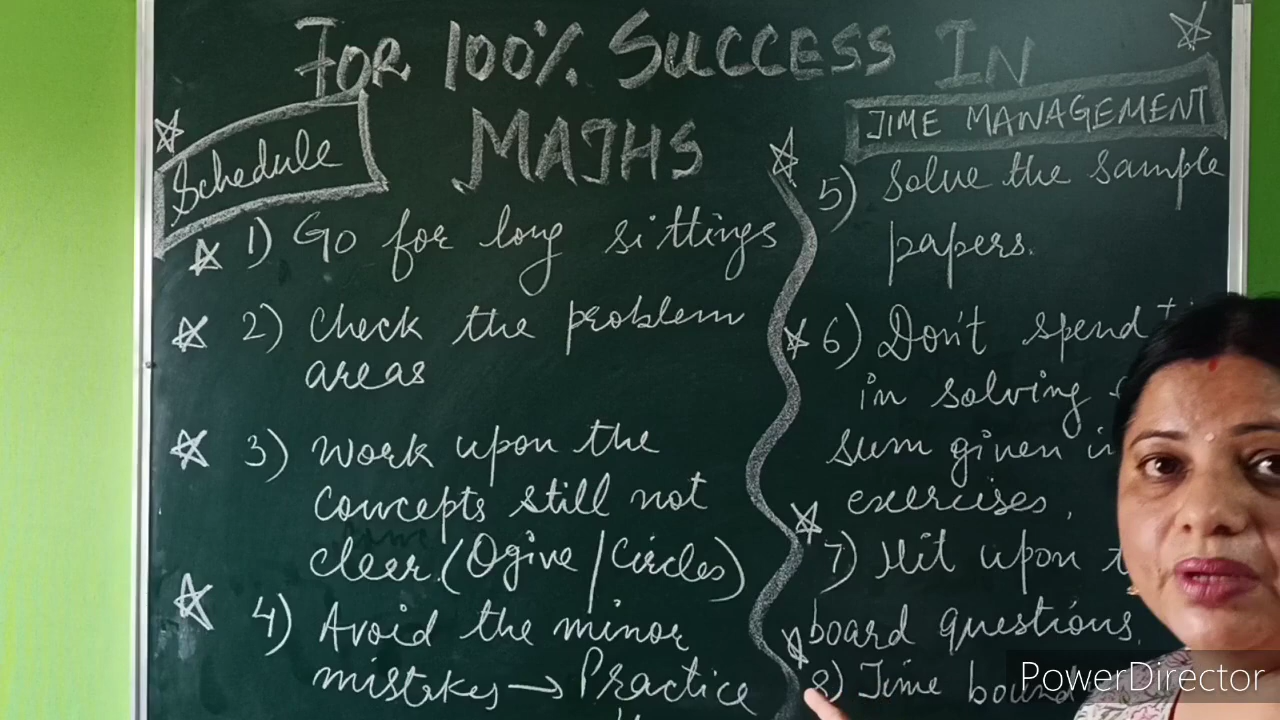 FOR 100% SUCCESS IN
MATHS
Schedule
1) Go for long sittings
2) Check the problem
areas
3) Work upon the
concepts still not
clear. (Ogive / Circles)
4) Avoid the minor
mistakes → Practice
TIME MANAGEMENT
5) Solve the sample
papers.
6) Don't spend
in solving
sum given
exercises,
7) Hit upon
board questions.
8) Time bound
PowerDirector